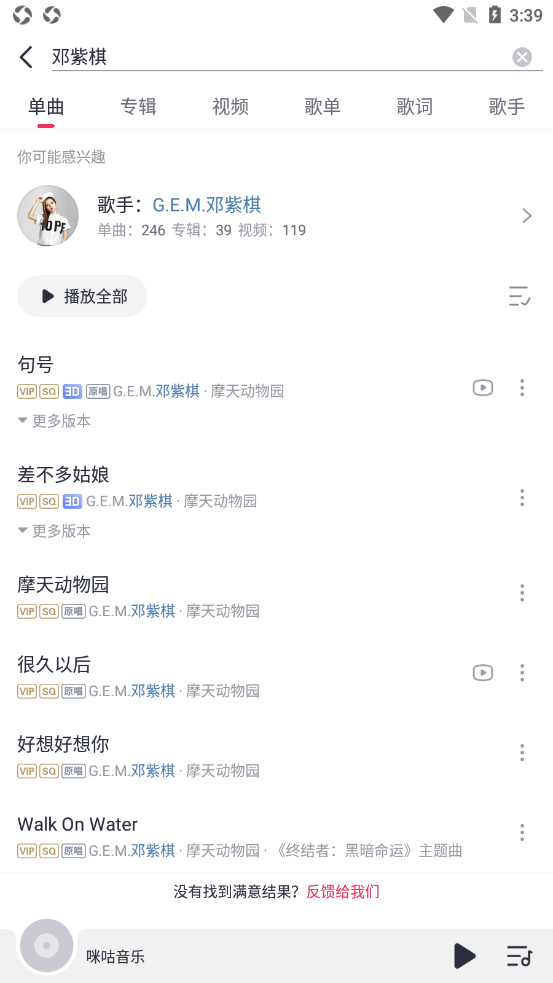 3:39
邓紫棋
单曲 专辑 视频 歌单 歌词 歌手
你可能感兴趣
歌手：G.E.M.邓紫棋
单曲：246 专辑：39 视频：119
播放全部
句号
VIP SQ 3D 原唱 G.E.M.邓紫棋 · 摩天动物园
更多版本
差不多姑娘
VIP SQ 3D G.E.M.邓紫棋 · 摩天动物园
更多版本
摩天动物园
VIP SQ 原唱 G.E.M.邓紫棋 · 摩天动物园
很久以后
VIP SQ 原唱 G.E.M.邓紫棋 · 摩天动物园
好想好想你
VIP SQ 原唱 G.E.M.邓紫棋 · 摩天动物园
Walk On Water
VIP SQ 原唱 G.E.M.邓紫棋 · 摩天动物园 · 《终结者：黑暗命运》主题曲
没有找到满意结果？反馈给我们
咪咕音乐